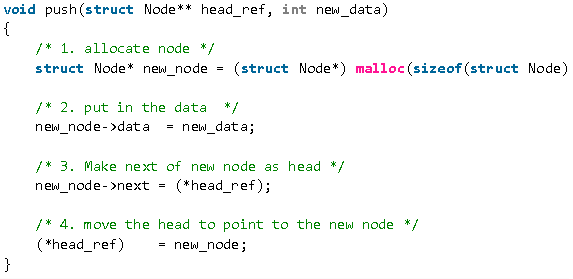 void push(struct Node** head_ref, int new_data)
{
    /* 1. allocate node */
    struct Node* new_node = (struct Node*) malloc(sizeof(struct Node)
    /* 2. put in the data  */
    new_node->data  = new_data;
    /* 3. Make next of new node as head */
    new_node->next = (*head_ref);
    /* 4. move the head to point to the new node */
    (*head_ref)    = new_node;
}